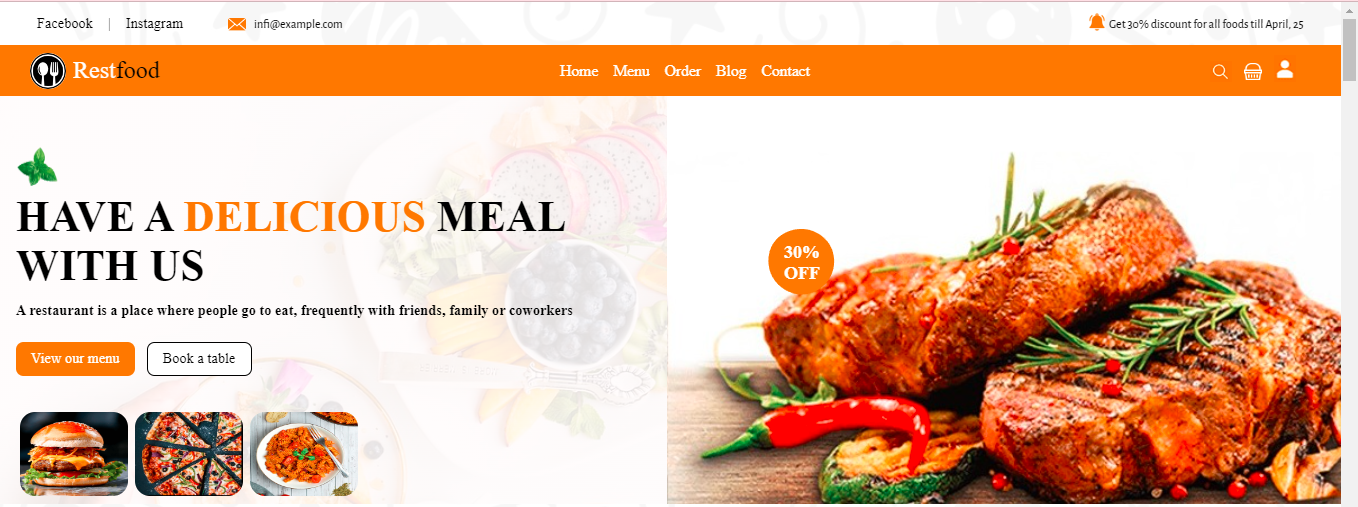 Facebook | Instagram infi@example.com Get 30% discount for all foods till April, 25
Restfood Home Menu Order Blog Contact
HAVE A DELICIOUS MEAL
WITH US
30%
OFF
A restaurant is a place where people go to eat, frequently with friends, family or coworkers
View our menu Book a table